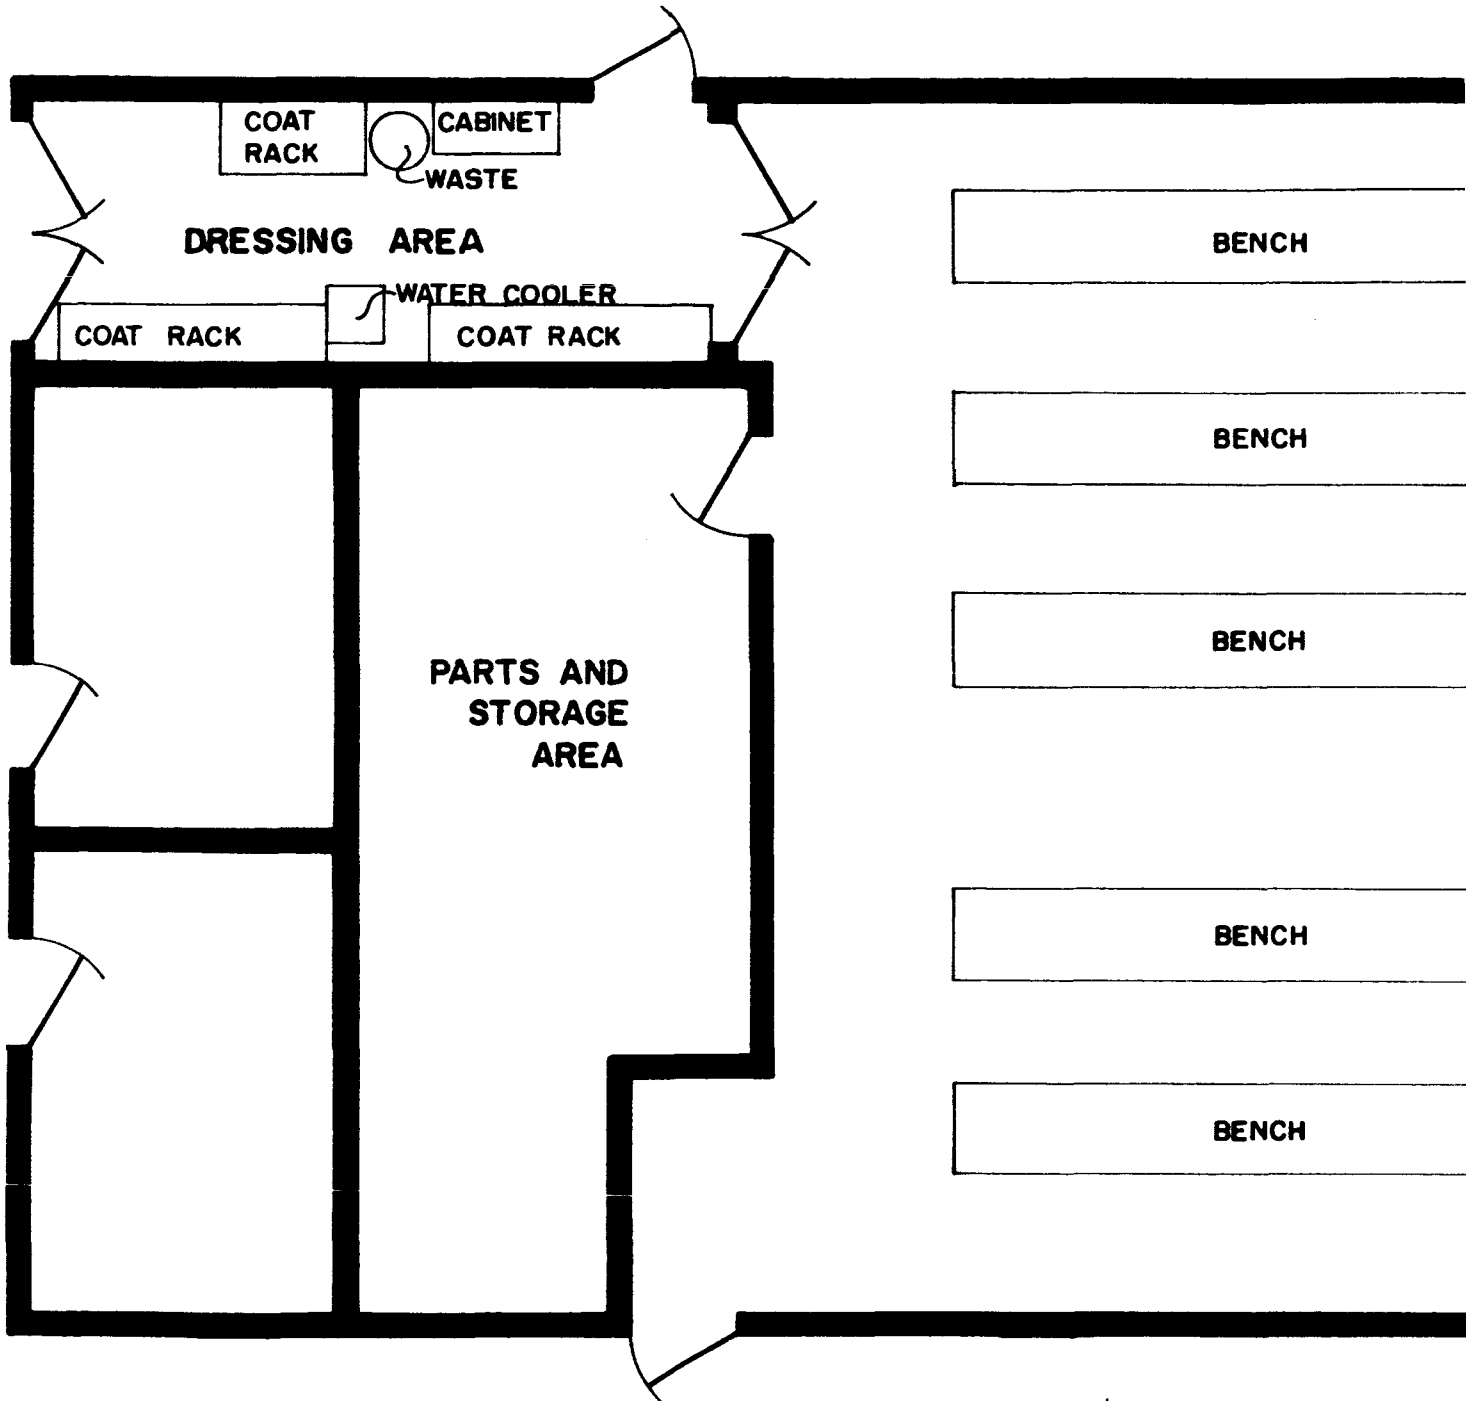 COAT
RACK
CABINET
WASTE
DRESSING AREA
WATER COOLER
COAT RACK
COAT RACK
BENCH
BENCH
PARTS AND
STORAGE
AREA
BENCH
BENCH
BENCH